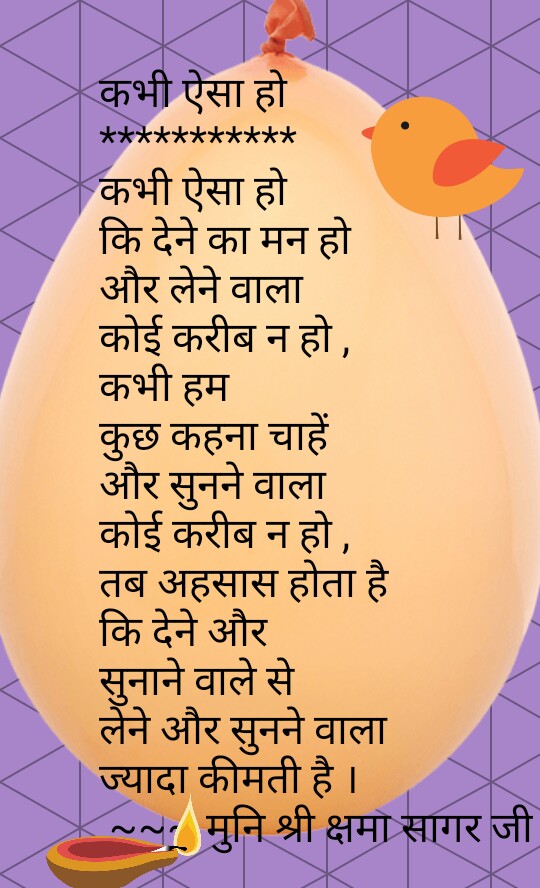 कभी ऐसा हो
***********
कभी ऐसा हो
कि देने का मन हो
और लेने वाला
कोई करीब न हो ,
कभी हम
कुछ कहना चाहें
और सुनने वाला
कोई करीब न हो ,
तब अहसास होता है
कि देने और
सुनाने वाले से
लेने और सुनने वाला
ज्यादा कीमती है ।
~~~ मुनि श्री क्षमा सागर जी